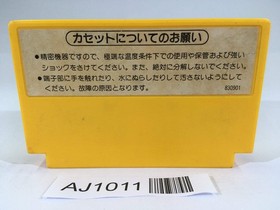 カセットについてのお願い
●精密機器ですので、極端な温度条件下での使用や保管および強い
ショックをさけてください。また、絶対に分解しないでください。
●端子部に手を触れたり、水にぬらしたりして汚さないようにして
ください。故障の原因となります。
830901
AJ1011